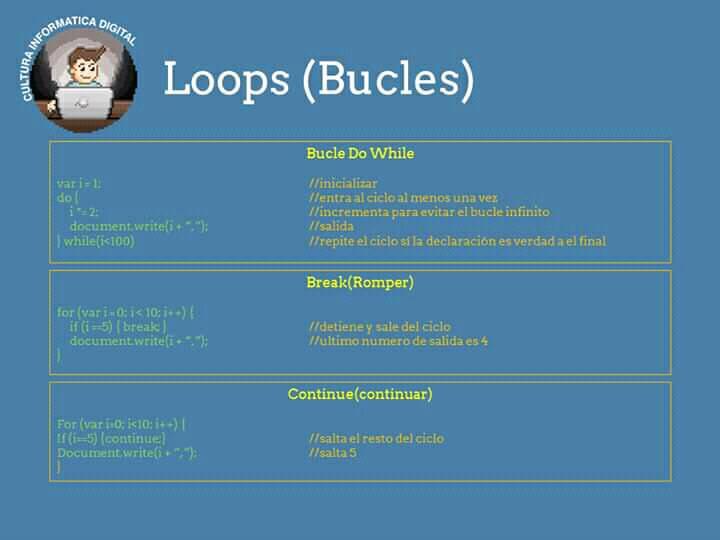 CULTURA INFORMATICA DIGITAL
Loops (Bucles)
Bucle Do While
var i = 1; //inicializar
do { //entra al ciclo al menos una vez
i *= 2; //incrementa para evitar el bucle infinito
document.write(i + “, ”); //salida
} while(i<100) //repite el ciclo sí la declaración es verdad a el final
Break(Romper)
for (var i = 0; i < 10; i++) {
if (i ==5) { break; } //detiene y sale del ciclo
document.write(i + “, ”); //ultimo numero de salida es 4
}
Continue(continuar)
For (var i=0; i<10; i++) {
If (i==5) {continue;} //salta el resto del ciclo
Document.write(i + “, ”); //salta 5
}